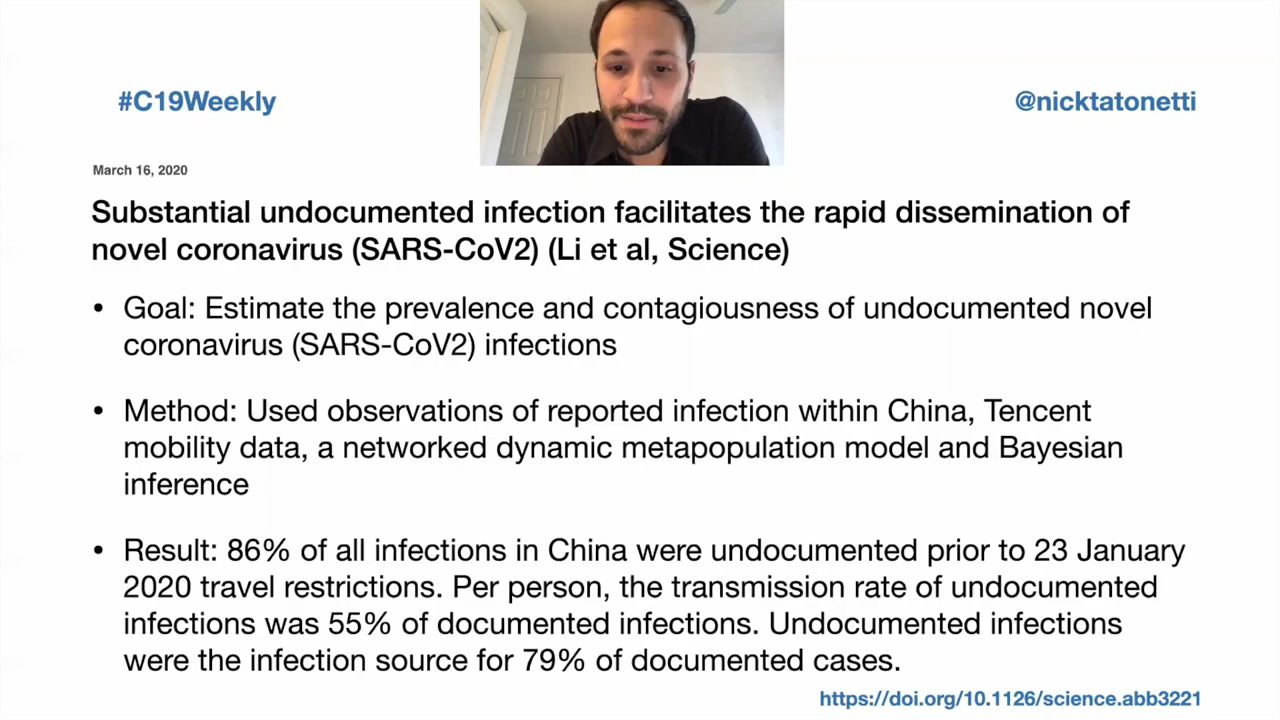 #C19Weekly
@nicktatonetti
March 16, 2020
Substantial undocumented infection facilitates the rapid dissemination of
novel coronavirus (SARS-CoV2) (Li et al, Science)
• Goal: Estimate the prevalence and contagiousness of undocumented novel
coronavirus (SARS-CoV2) infections
• Method: Used observations of reported infection within China, Tencent
mobility data, a networked dynamic metapopulation model and Bayesian
inference
• Result: 86% of all infections in China were undocumented prior to 23 January
2020 travel restrictions. Per person, the transmission rate of undocumented
infections was 55% of documented infections. Undocumented infections
were the infection source for 79% of documented cases.
https://doi.org/10.1126/science.abb3221